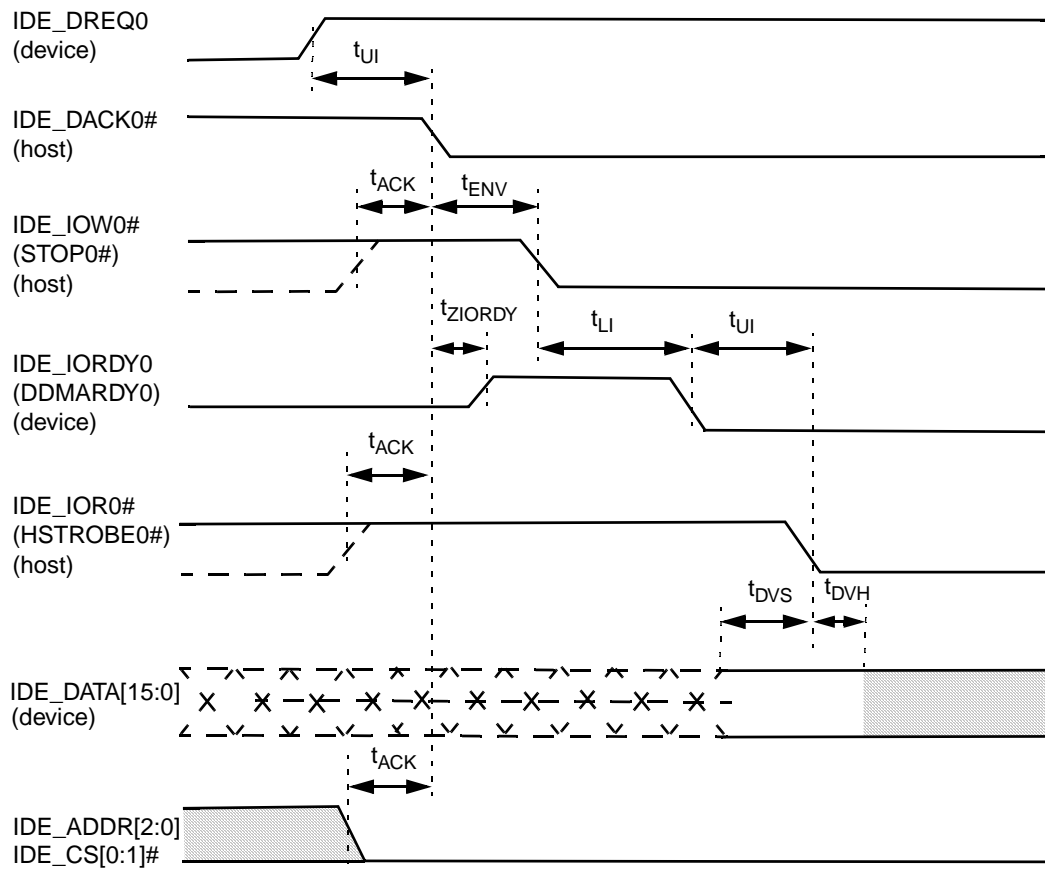 IDE_DREQ0
(device)
tUI
IDE_DACK0#
(host)
tACK
tENV
IDE_IOW0#
(STOP0#)
(host)
tZIORDY
tLI
tUI
IDE_IORDY0
(DDMARDY0)
(device)
tACK
IDE_IOR0#
(HSTROBE0#)
(host)
tDVS
tDVH
IDE_DATA[15:0]
(device)
tACK
IDE_ADDR[2:0]
IDE_CS[0:1]#